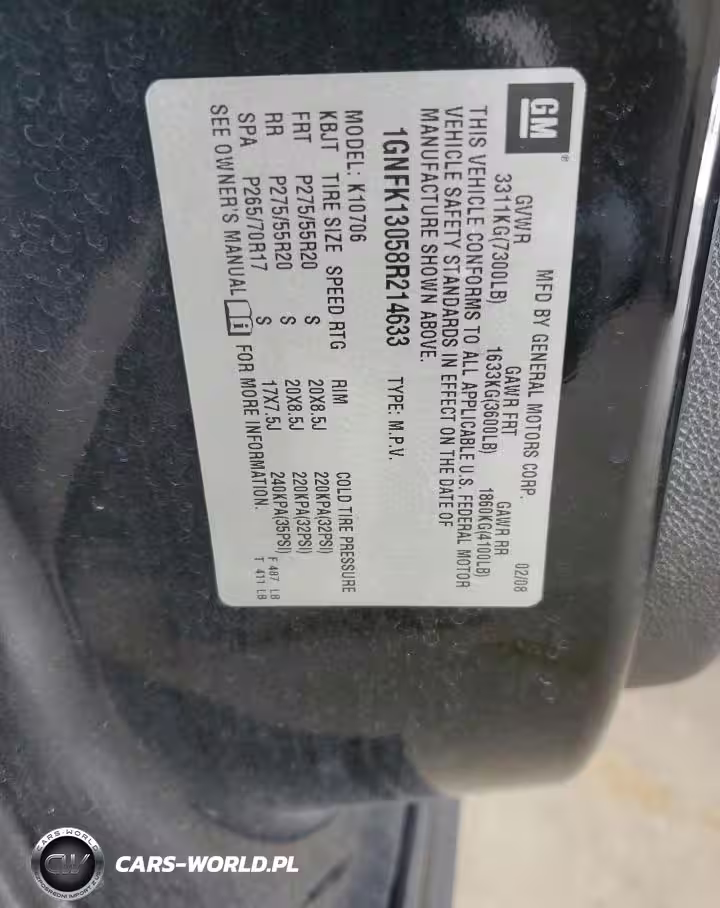 GM®
MFD BY GENERAL MOTORS CORP. 02/08
GVWR GAWR FRT GAWR RR
3311KG(7300LB) 1633KG(3600LB) 1860KG(4100LB)
THIS VEHICLE CONFORMS TO ALL APPLICABLE U.S. FEDERAL MOTOR
VEHICLE SAFETY STANDARDS IN EFFECT ON THE DATE OF
MANUFACTURE SHOWN ABOVE.
1GNFK13058R214633 TYPE: M.P.V.
MODEL: K10706
KBJT TIRE SIZE SPEED RTG RIM COLD TIRE PRESSURE
FRT P275/55R20 S 20X8.5J 220KPA(32PSI)
RR P275/55R20 S 20X8.5J 220KPA(32PSI)
SPA P265/70R17 S 17X7.5J 240KPA(35PSI)
SEE OWNER'S MANUAL FOR MORE INFORMATION.
F 487 LB
T 411 LB
CARS-WORLD
CW
CARS-WORLD.PL